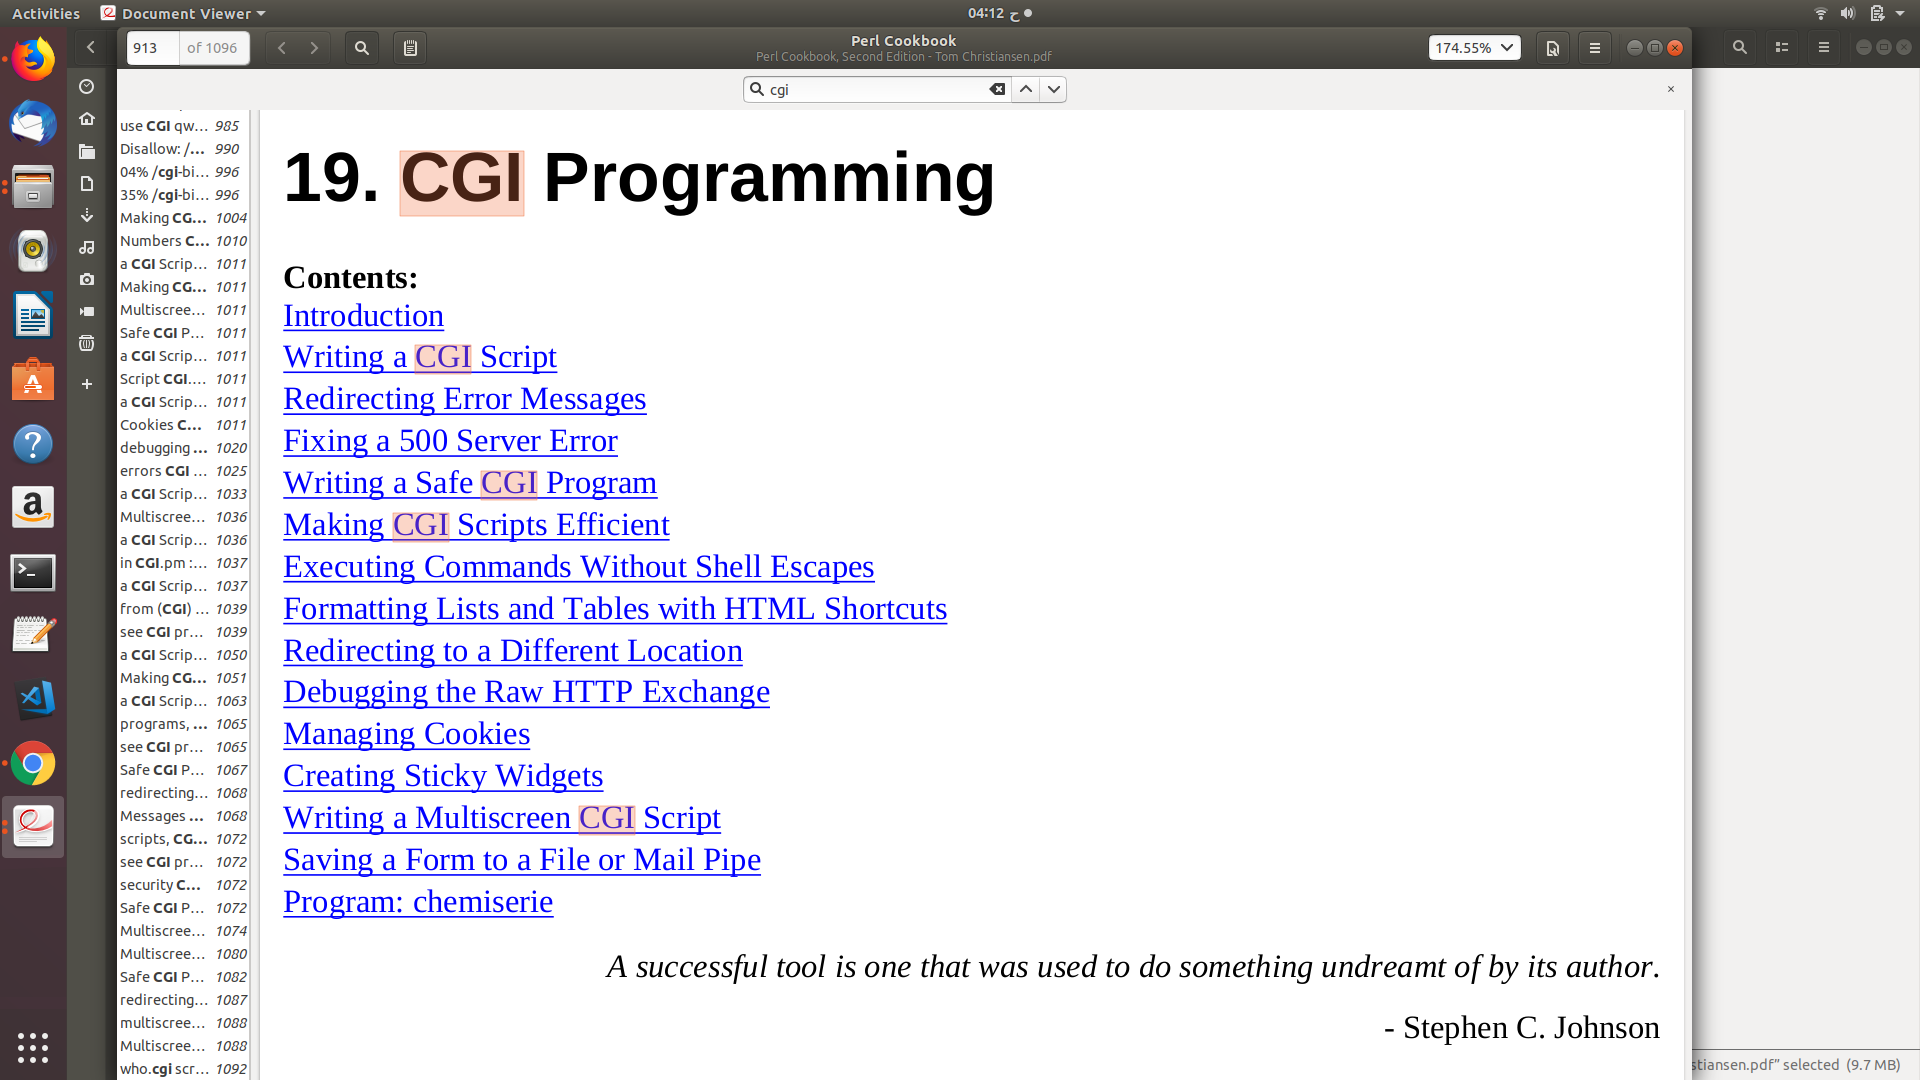 Activities
Document Viewer
04:12 ح
913
of 1096
Perl Cookbook
Perl Cookbook, Second Edition - Tom Christiansen.pdf
174.55%
cgi
use CGI qw… 985
Disallow: /… 990
04% /cgi-bi… 996
35% /cgi-bi… 996
Making CG… 1004
Numbers C… 1010
a CGI Scrip… 1011
Making CG… 1011
Multiscree… 1011
Safe CGI P… 1011
a CGI Scrip… 1011
Script CGI.… 1011
a CGI Scrip… 1011
Cookies C… 1011
debugging … 1020
errors CGI … 1025
a CGI Scrip… 1033
Multiscree… 1036
a CGI Scrip… 1036
in CGI.pm :… 1037
a CGI Scrip… 1037
from (CGI) … 1039
see CGI pr… 1039
a CGI Scrip… 1050
Making CG… 1051
a CGI Scrip… 1063
programs, … 1065
see CGI pr… 1065
Safe CGI P… 1067
redirecting… 1068
Messages … 1068
scripts, CG… 1072
see CGI pr… 1072
security C… 1072
Safe CGI P… 1072
Multiscree… 1074
Multiscree… 1080
Safe CGI P… 1082
redirecting… 1087
multiscree… 1088
Multiscree… 1088
who.cgi scr… 1092
19. CGI Programming
Contents:
Introduction
Writing a CGI Script
Redirecting Error Messages
Fixing a 500 Server Error
Writing a Safe CGI Program
Making CGI Scripts Efficient
Executing Commands Without Shell Escapes
Formatting Lists and Tables with HTML Shortcuts
Redirecting to a Different Location
Debugging the Raw HTTP Exchange
Managing Cookies
Creating Sticky Widgets
Writing a Multiscreen CGI Script
Saving a Form to a File or Mail Pipe
Program: chemiserie
A successful tool is one that was used to do something undreamt of by its author.
- Stephen C. Johnson
stiansen.pdf" selected (9.7 MB)